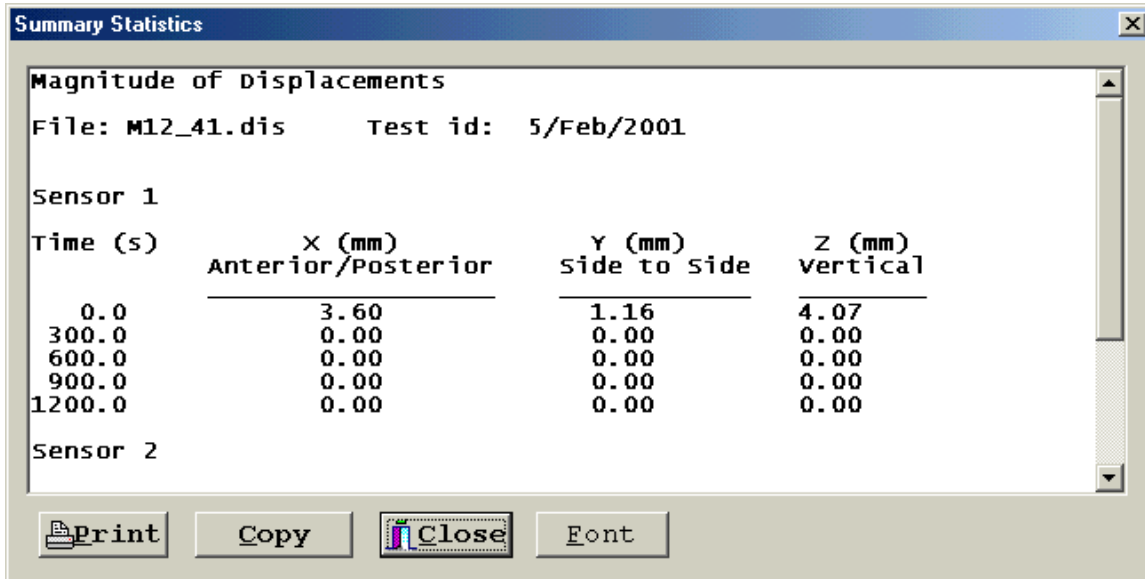 Summary Statistics
Magnitude of Displacements
File: M12_41.dis Test id: 5/Feb/2001
Sensor 1
Time (s) X (mm) Y (mm) Z (mm)
Anterior/Posterior Side to Side Vertical
0.0 3.60 1.16 4.07
300.0 0.00 0.00 0.00
600.0 0.00 0.00 0.00
900.0 0.00 0.00 0.00
1200.0 0.00 0.00 0.00
Sensor 2
Print Copy Close Font